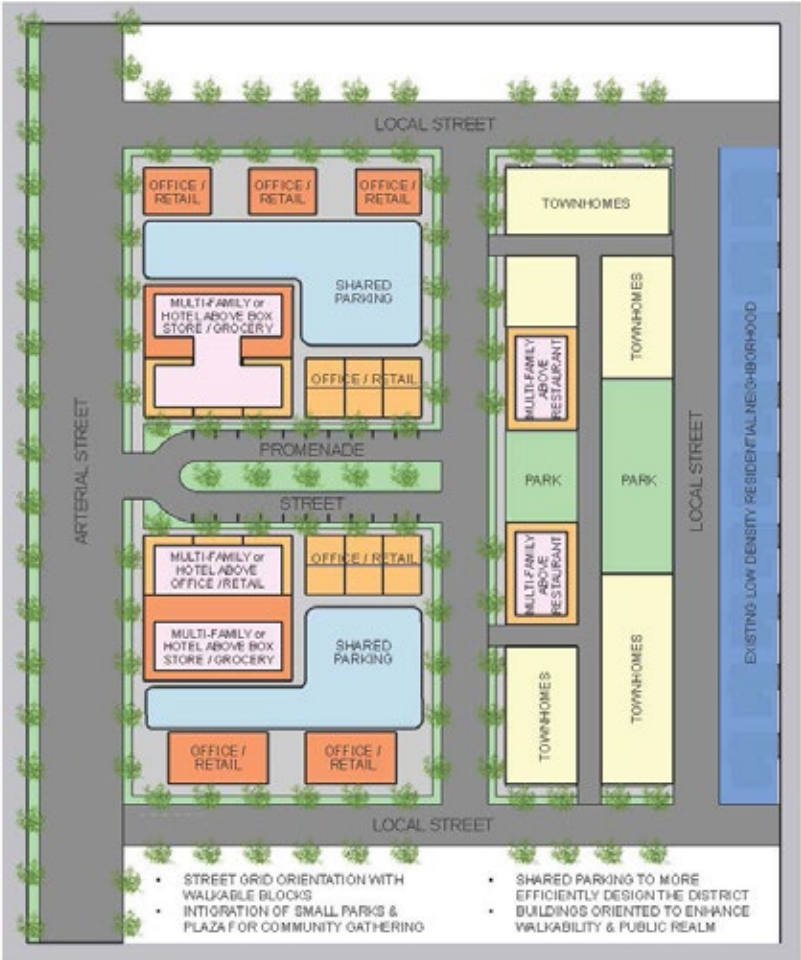 LOCAL STREET
OFFICE /
RETAIL
OFFICE /
RETAIL
OFFICE /
RETAIL
TOWNHOMES
SHARED
PARKING
MULTI-FAMILY or
HOTEL ABOVE BOX
STORE / GROCERY
OFFICE / RETAIL
TOWNHOMES
MULTI-FAMILY
ABOVE
RESTAURANT
PROMENADE
STREET
PARK
PARK
ARTERIAL STREET
LOCAL STREET
EXISTING LOW DENSITY RESIDENTIAL NEIGHBORHOOD
MULTI-FAMILY or
HOTEL ABOVE
OFFICE / RETAIL
OFFICE / RETAIL
MULTI-FAMILY
ABOVE
RESTAURANT
MULTI-FAMILY or
HOTEL ABOVE BOX
STORE / GROCERY
SHARED
PARKING
TOWNHOMES
TOWNHOMES
OFFICE /
RETAIL
OFFICE /
RETAIL
LOCAL STREET
• STREET GRID ORIENTATION WITH
WALKABLE BLOCKS
• INTIGRATION OF SMALL PARKS &
PLAZA FOR COMMUNITY GATHERING
• SHARED PARKING TO MORE
EFFICIENTLY DESIGN THE DISTRICT
• BUILDINGS ORIENTED TO ENHANCE
WALKABILITY & PUBLIC REALM